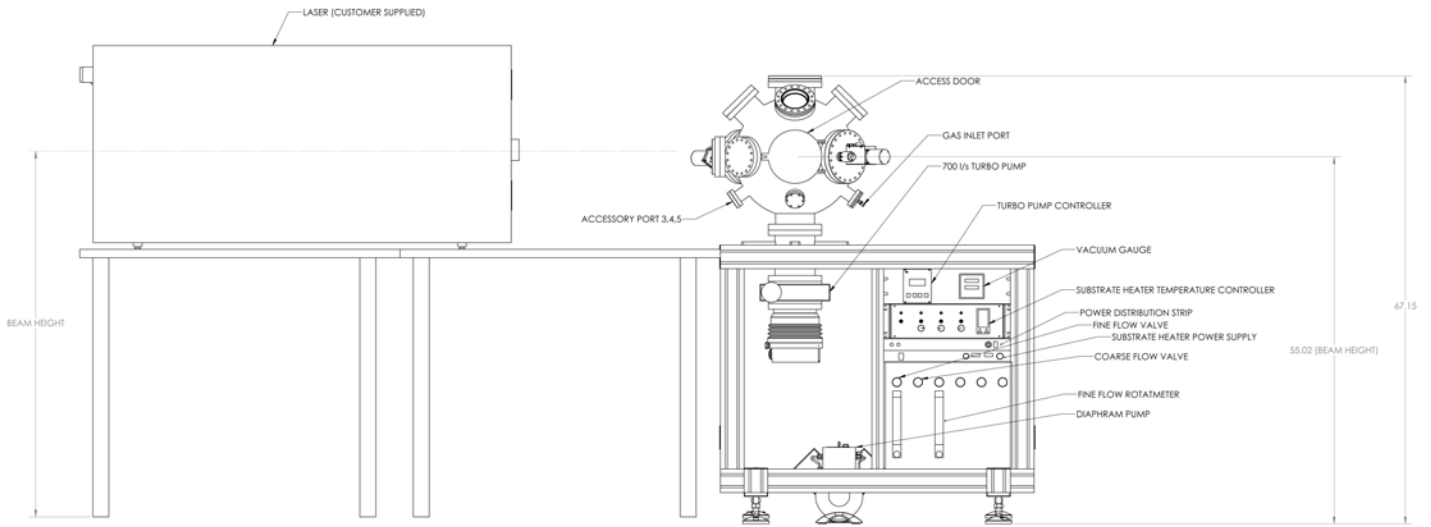 LASER (CUSTOMER SUPPLIED)
ACCESS DOOR
GAS INLET PORT
700 l/s TURBO PUMP
TURBO PUMP CONTROLLER
ACCESSORY PORT 3,4,5
VACUUM GAUGE
SUBSTRATE HEATER TEMPERATURE CONTROLLER
POWER DISTRIBUTION STRIP
FINE FLOW VALVE
SUBSTRATE HEATER POWER SUPPLY
COARSE FLOW VALVE
FINE FLOW ROTATMETER
DIAPHRAM PUMP
BEAM HEIGHT
67.15
55.02 (BEAM HEIGHT)